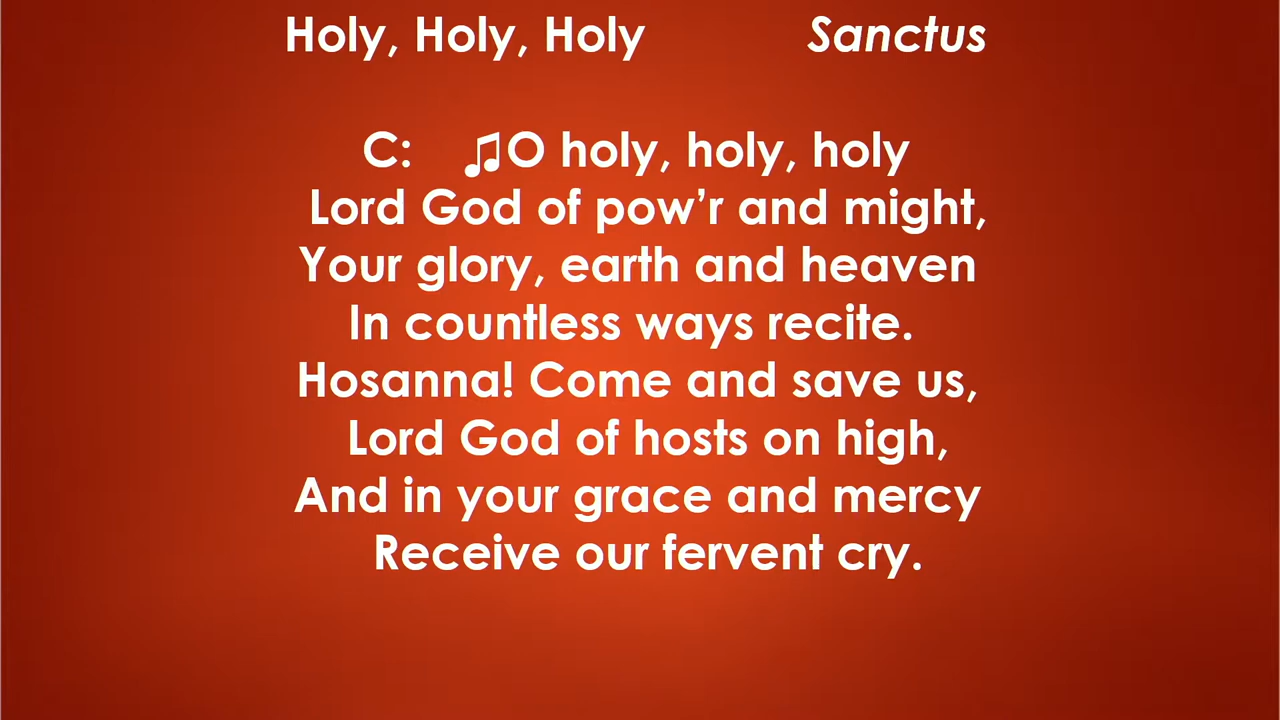 Holy, Holy, Holy Sanctus
C: ♫O holy, holy, holy
Lord God of pow’r and might,
Your glory, earth and heaven
In countless ways recite.
Hosanna! Come and save us,
Lord God of hosts on high,
And in your grace and mercy
Receive our fervent cry.